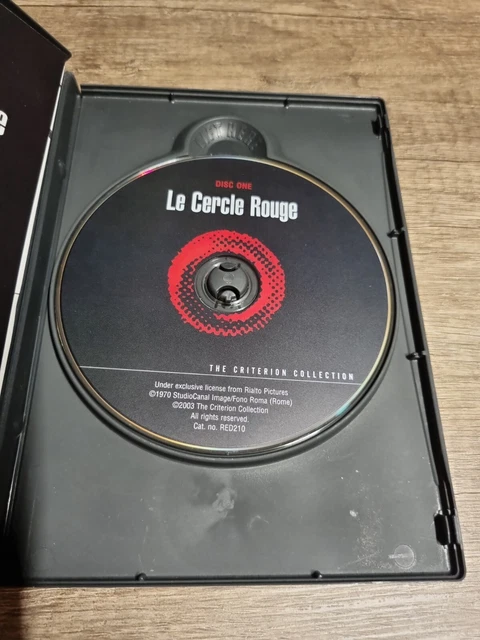 DISC ONE
Le Cercle Rouge
THE CRITERION COLLECTION
Under exclusive license from Rialto Pictures
©1970 StudioCanal Image/Fono Roma (Rome)
©2003 The Criterion Collection
All rights reserved.
Cat. no. RED210